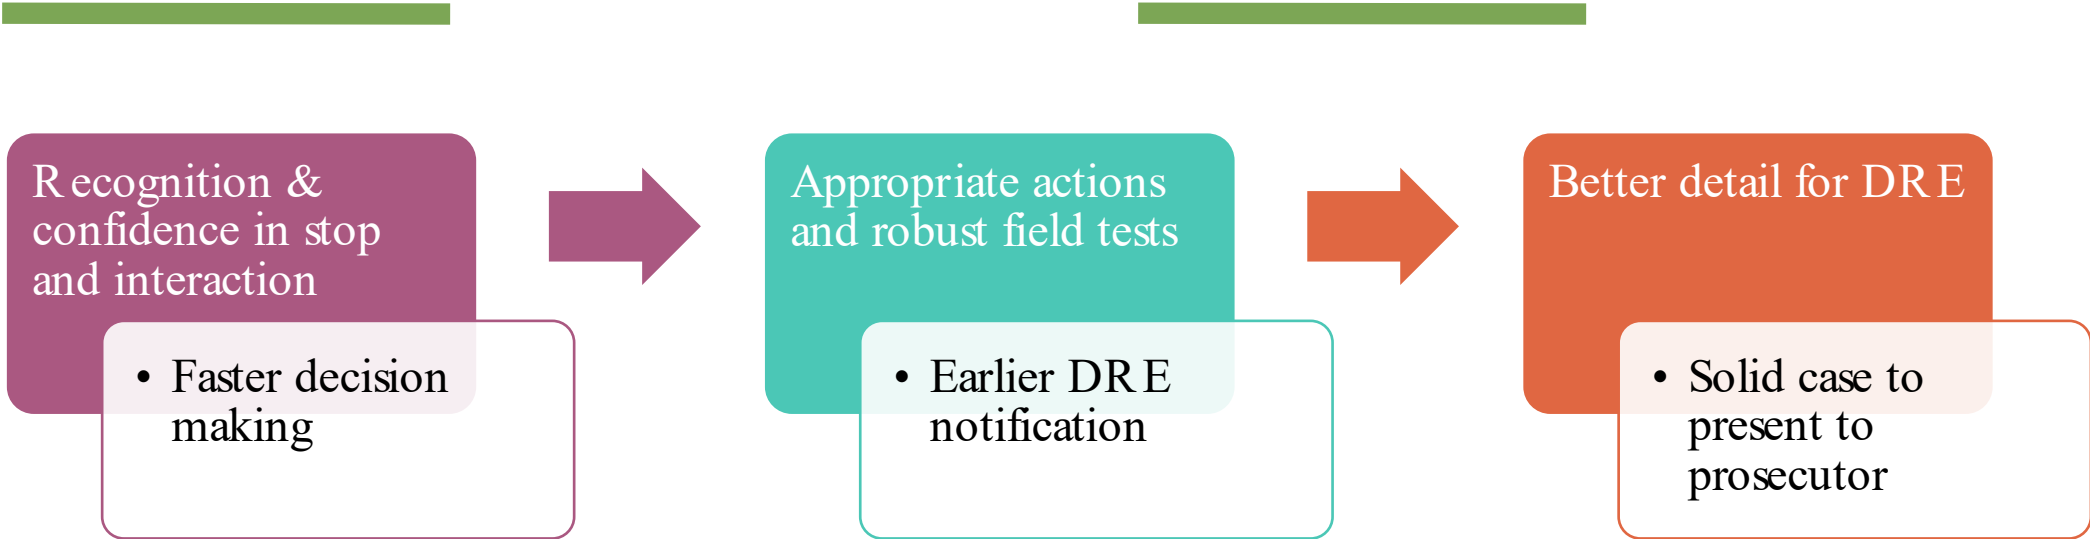 Recognition &
confidence in stop
and interaction
• Faster decision
making
Appropriate actions
and robust field tests
• Earlier DRE
notification
Better detail for DRE
• Solid case to
present to
prosecutor